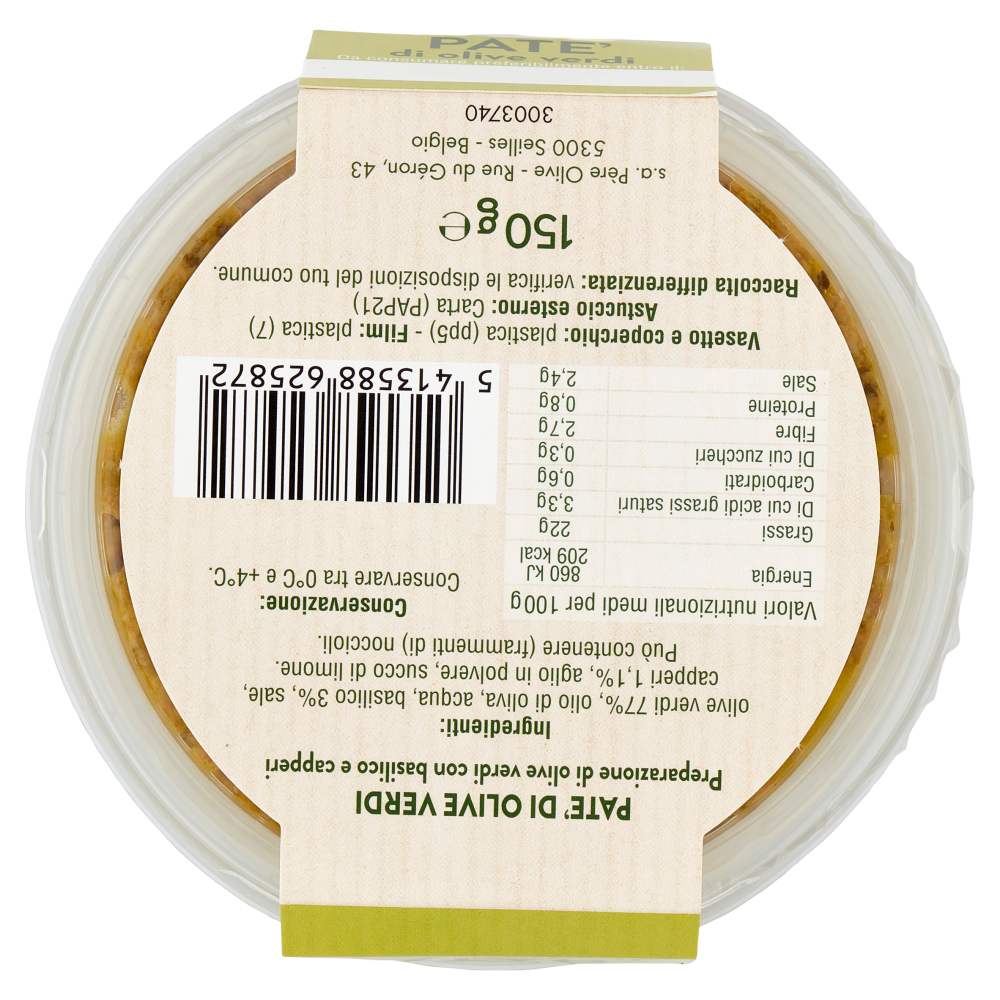 PATE'
di olive verdi
Da consumare preferibilmente entro il:
PATE' DI OLIVE VERDI
Preparazione di olive verdi con basilico e capperi
Ingredienti:
olive verdi 77%, olio di oliva, acqua, basilico 3%, sale,
capperi 1,1%, aglio in polvere, succo di limone.
Può contenere (frammenti di) noccioli.
Valori nutrizionali medi per 100g
Energia 860 kJ
209 kcal
Grassi 22g
Di cui acidi grassi saturi 3,3g
Carboidrati 0,6g
Di cui zuccheri 0,3g
Fibre 2,7g
Proteine 0,8g
Sale 2,4g
Conservazione:
Conservare tra 0°C e +4°C.
5 413588 625872
Vasetto e coperchio: plastica (pp5) - Film: plastica (7)
Astuccio esterno: Carta (PAP21)
Raccolta differenziata: verifica le disposizioni del tuo comune.
150g e
s.a. Père Olive - Rue du Géron, 43
5300 Seilles - Belgio
3003740